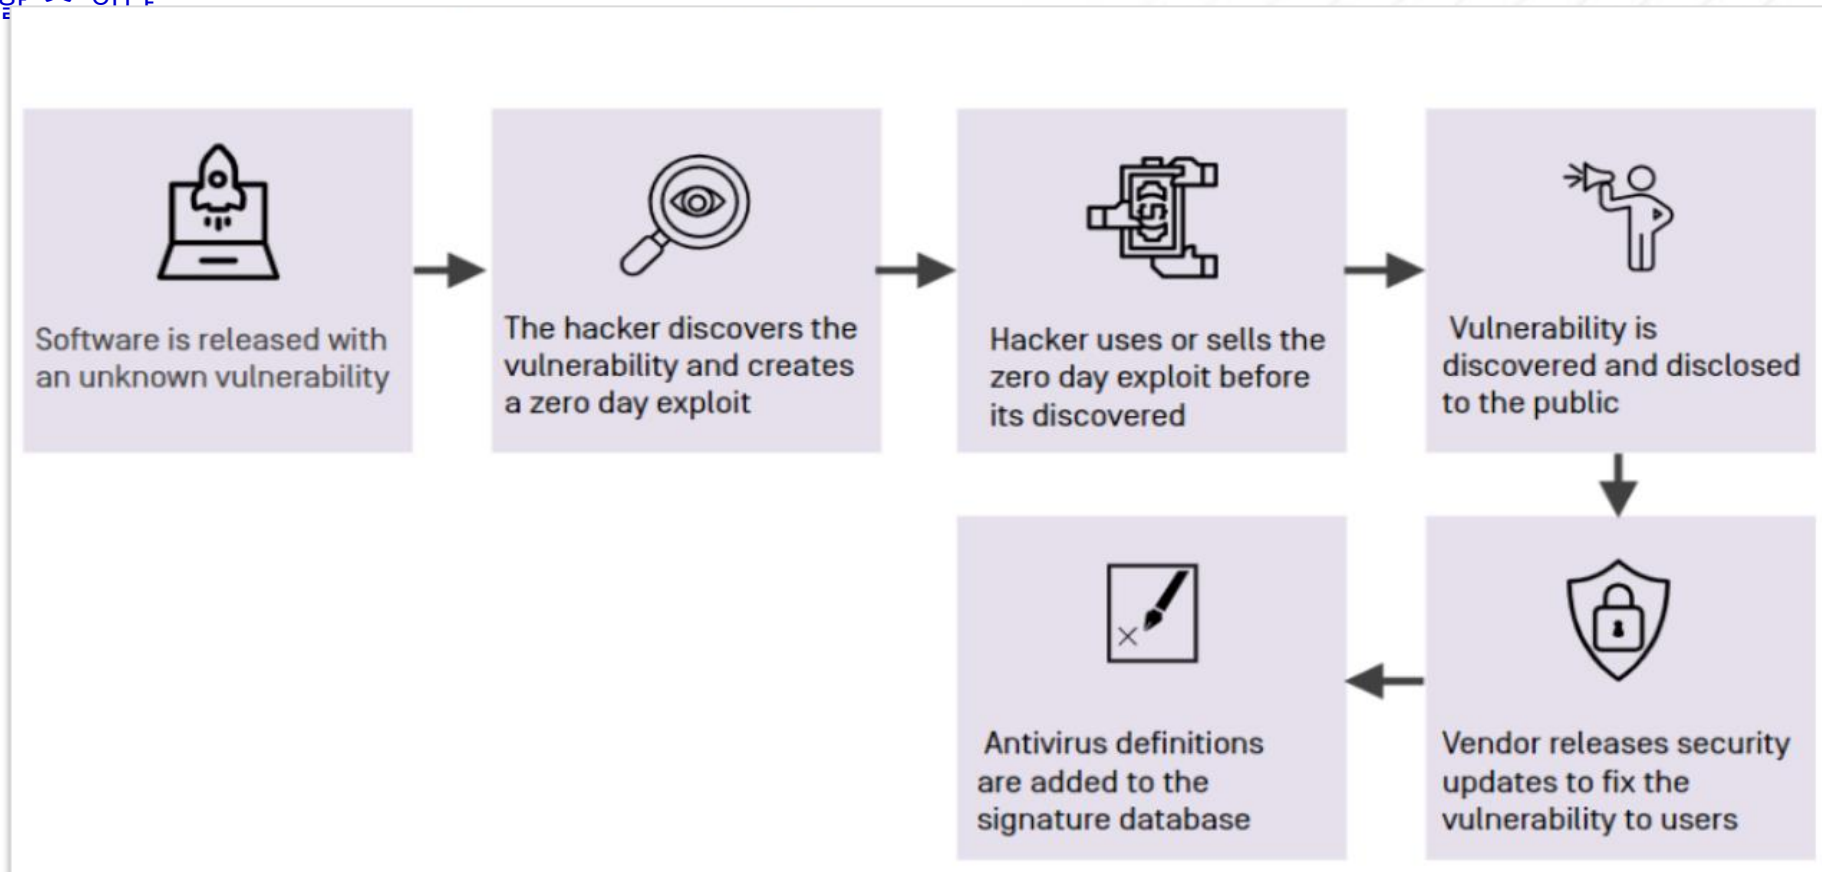 Software is released with
an unknown vulnerability
The hacker discovers the
vulnerability and creates
a zero day exploit
Hacker uses or sells the
zero day exploit before
its discovered
Vulnerability is
discovered and disclosed
to the public
Vendor releases security
updates to fix the
vulnerability to users
Antivirus definitions
are added to the
signature database